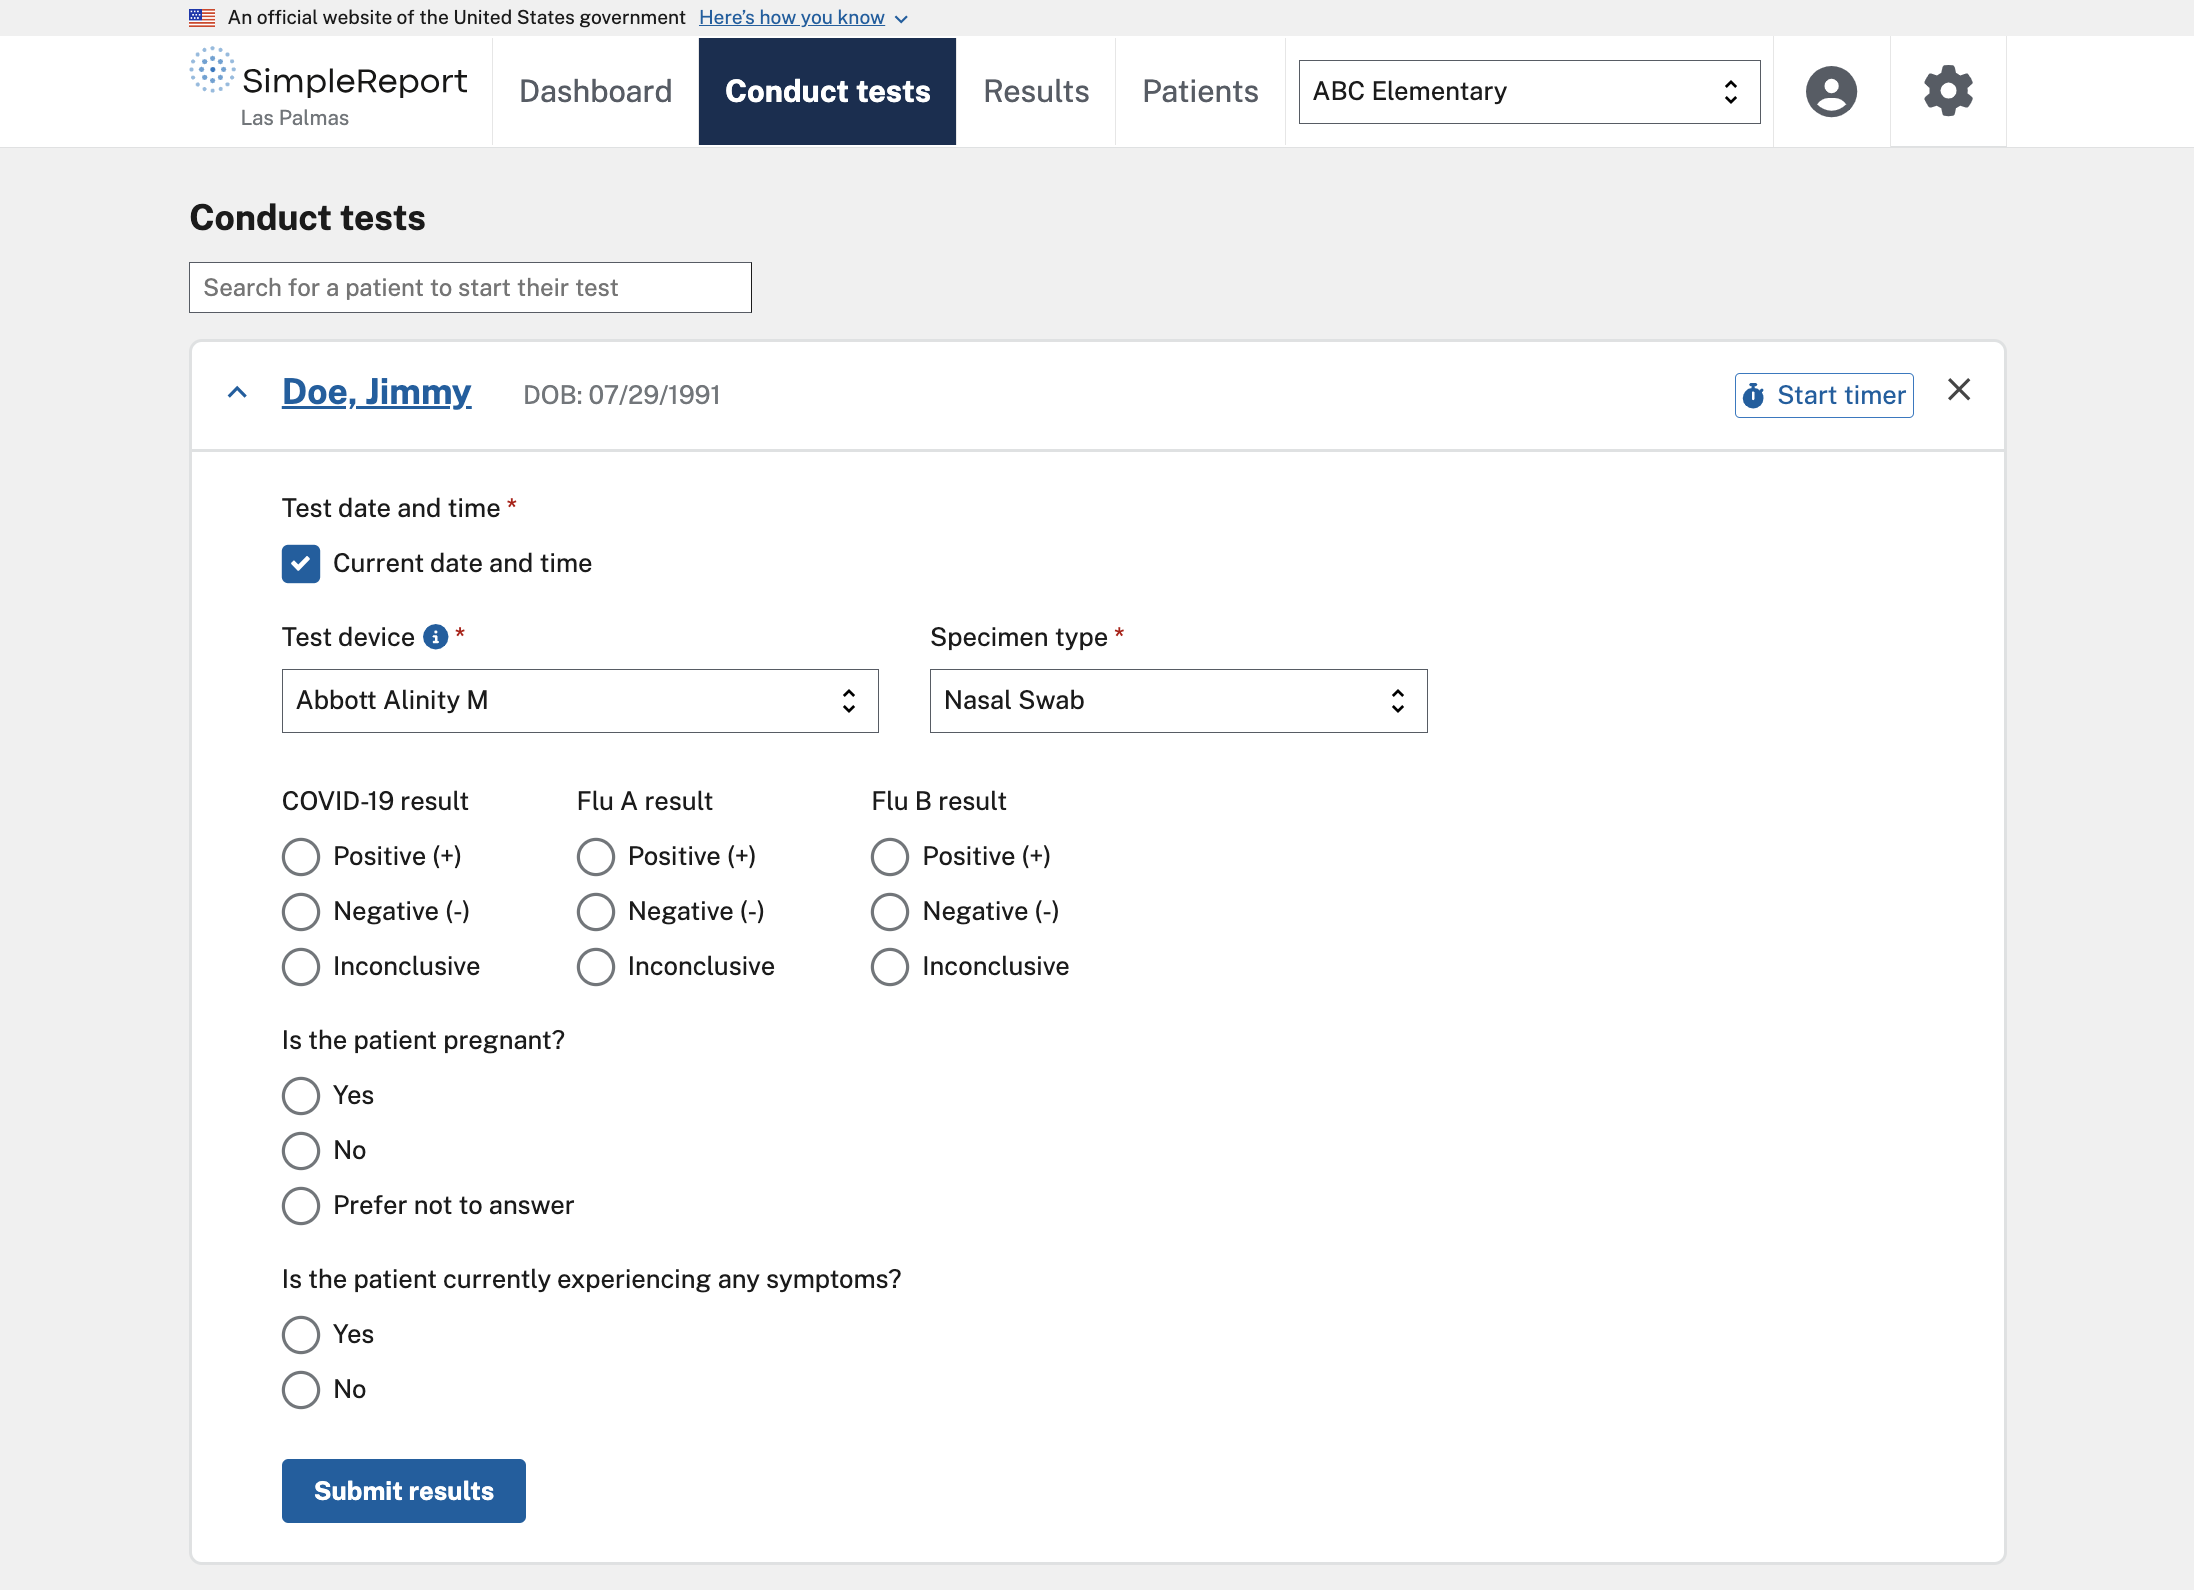 An official website of the United States government Here's how you know
SimpleReport
Las Palmas
Dashboard
Conduct tests
Results
Patients
ABC Elementary
Conduct tests
Search for a patient to start their test
Doe, Jimmy DOB: 07/29/1991 Start timer
Test date and time *
Current date and time
Test device * Specimen type *
Abbott Alinity M Nasal Swab
COVID-19 result Flu A result Flu B result
Positive (+) Positive (+) Positive (+)
Negative (-) Negative (-) Negative (-)
Inconclusive Inconclusive Inconclusive
Is the patient pregnant?
Yes
No
Prefer not to answer
Is the patient currently experiencing any symptoms?
Yes
No
Submit results